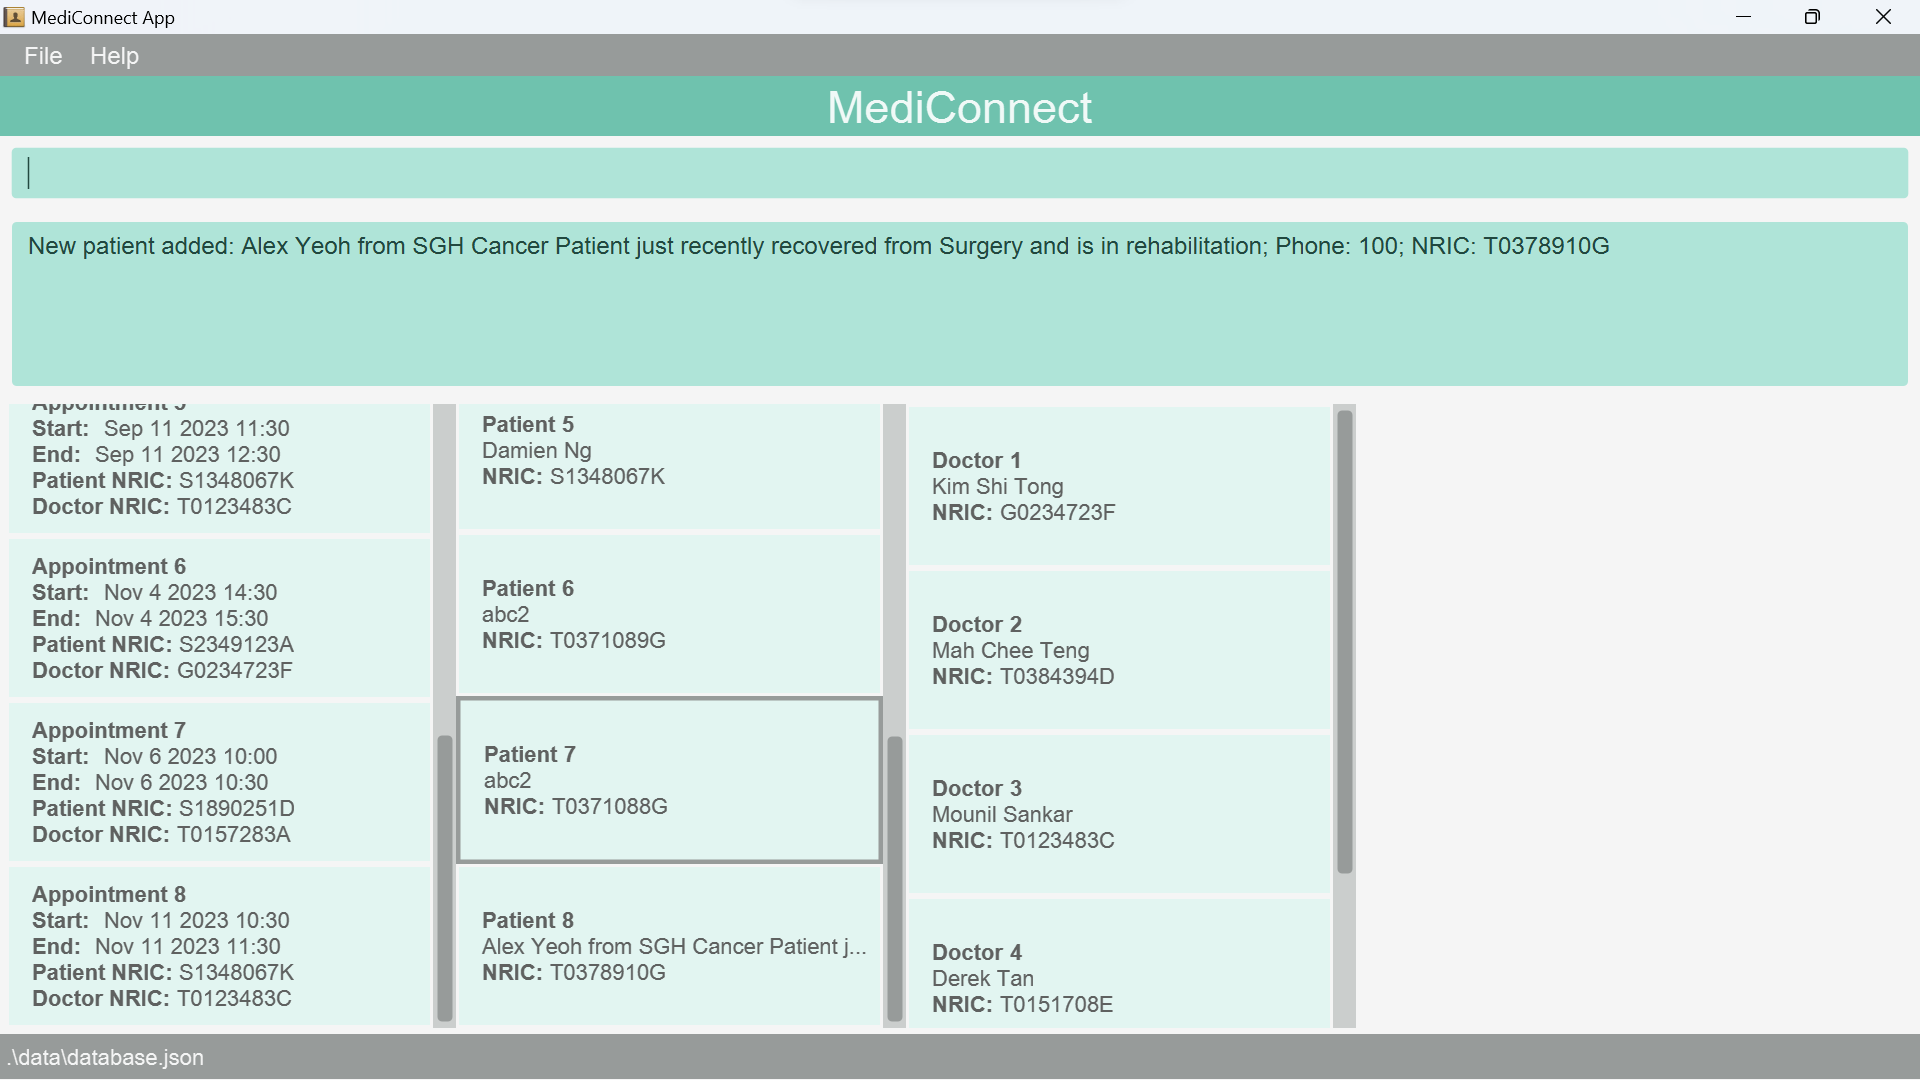 MediConnect App
File Help
MediConnect
New patient added: Alex Yeoh from SGH Cancer Patient just recently recovered from Surgery and is in rehabilitation; Phone: 100; NRIC: T0378910G
Appointment 5
Start: Sep 11 2023 11:30
End: Sep 11 2023 12:30
Patient NRIC: S1348067K
Doctor NRIC: T0123483C
Appointment 6
Start: Nov 4 2023 14:30
End: Nov 4 2023 15:30
Patient NRIC: S2349123A
Doctor NRIC: G0234723F
Appointment 7
Start: Nov 6 2023 10:00
End: Nov 6 2023 10:30
Patient NRIC: S1890251D
Doctor NRIC: T0157283A
Appointment 8
Start: Nov 11 2023 10:30
End: Nov 11 2023 11:30
Patient NRIC: S1348067K
Doctor NRIC: T0123483C
Patient 5
Damien Ng
NRIC: S1348067K
Patient 6
abc2
NRIC: T0371089G
Patient 7
abc2
NRIC: T0371088G
Patient 8
Alex Yeoh from SGH Cancer Patient j...
NRIC: T0378910G
Doctor 1
Kim Shi Tong
NRIC: G0234723F
Doctor 2
Mah Chee Teng
NRIC: T0384394D
Doctor 3
Mounil Sankar
NRIC: T0123483C
Doctor 4
Derek Tan
NRIC: T0151708E
.\data\database.json